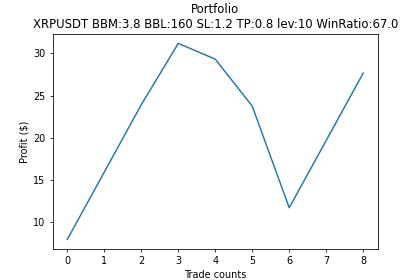 Portfolio
XRPUSDT BBM:3.8 BBL:160 SL:1.2 TP:0.8 lev:10 WinRatio:67.0
30
25
20
15
10
Profit ($)
0 1 2 3 4 5 6 7 8
Trade counts